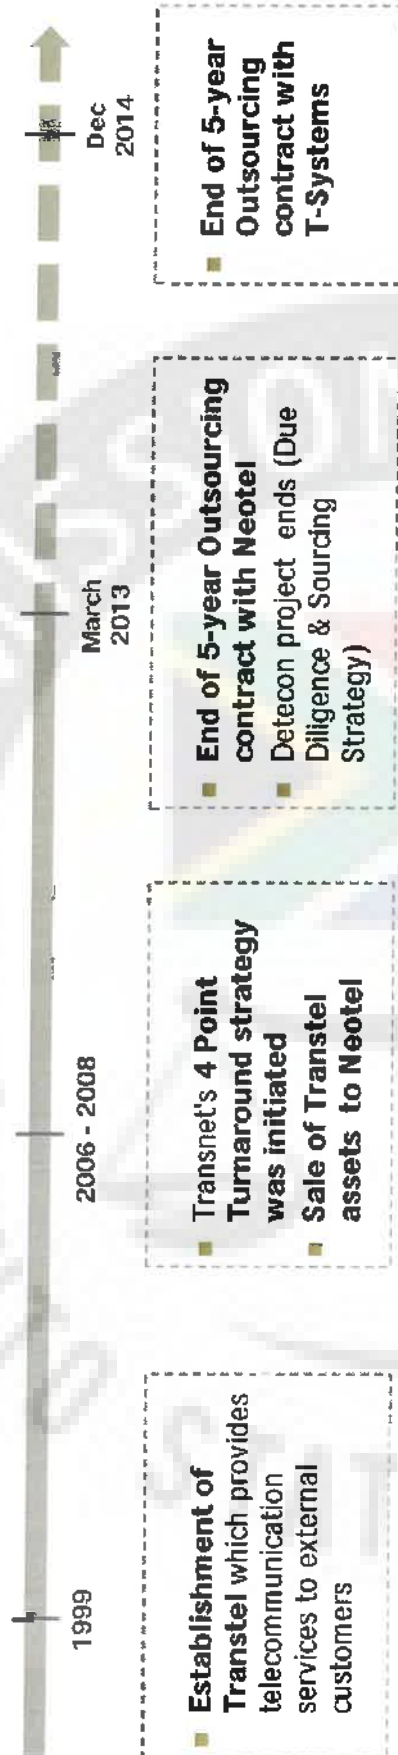 1999
Establishment of
Transtel which provides
telecommunication
services to external
customers
2006 - 2008
Transnet's 4 Point
Turnaround strategy
was initiated
Sale of Transtel
assets to Neotel
March
2013
End of 5-year Outsourcing
contract with Neotel
Detecon project ends (Due
Diligence & Sourcing
Strategy)
Dec
2014
End of 5-year
Outsourcing
contract with
T-Systems